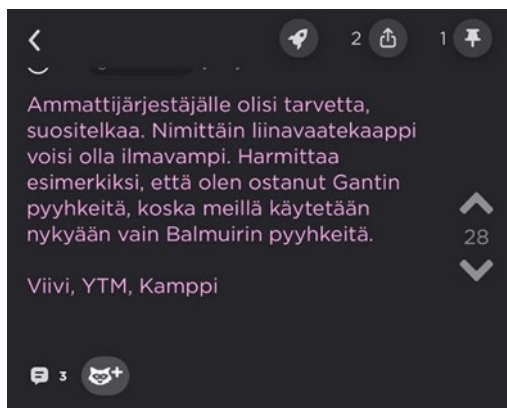 2
1
Ammattijärjestäjälle olisi tarvetta,
suositelkaa. Nimittäin liinavaatekaappi
voisi olla ilmavampi. Harmittaa
esimerkiksi, että olen ostanut Gantin
pyyhkeitä, koska meillä käytetään
nykyään vain Balmuirin pyyhkeitä.
28
Viivi, YTM, Kamppi
3